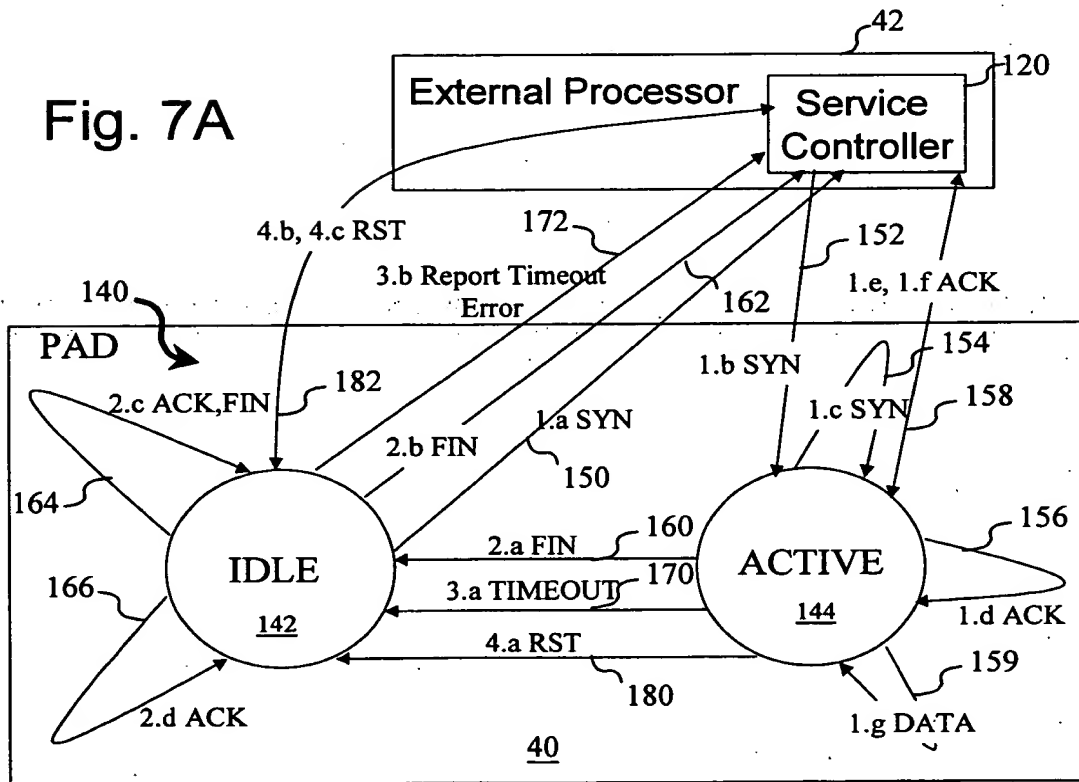 Fig. 7A
42
120
External Processor
Service
Controller
4.b, 4.c RST
172
3.b Report Timeout
Error
162
152
1.e, 1.f ACK
140
PAD
1.b SYN
154
1.c SYN
158
2.c ACK,FIN
182
1.a SYN
2.b FIN
150
164
156
160
2.a FIN
IDLE
142
170
3.a TIMEOUT
ACTIVE
144
166
1.d ACK
4.a RST
180
159
2.d ACK
1.g DATA
40